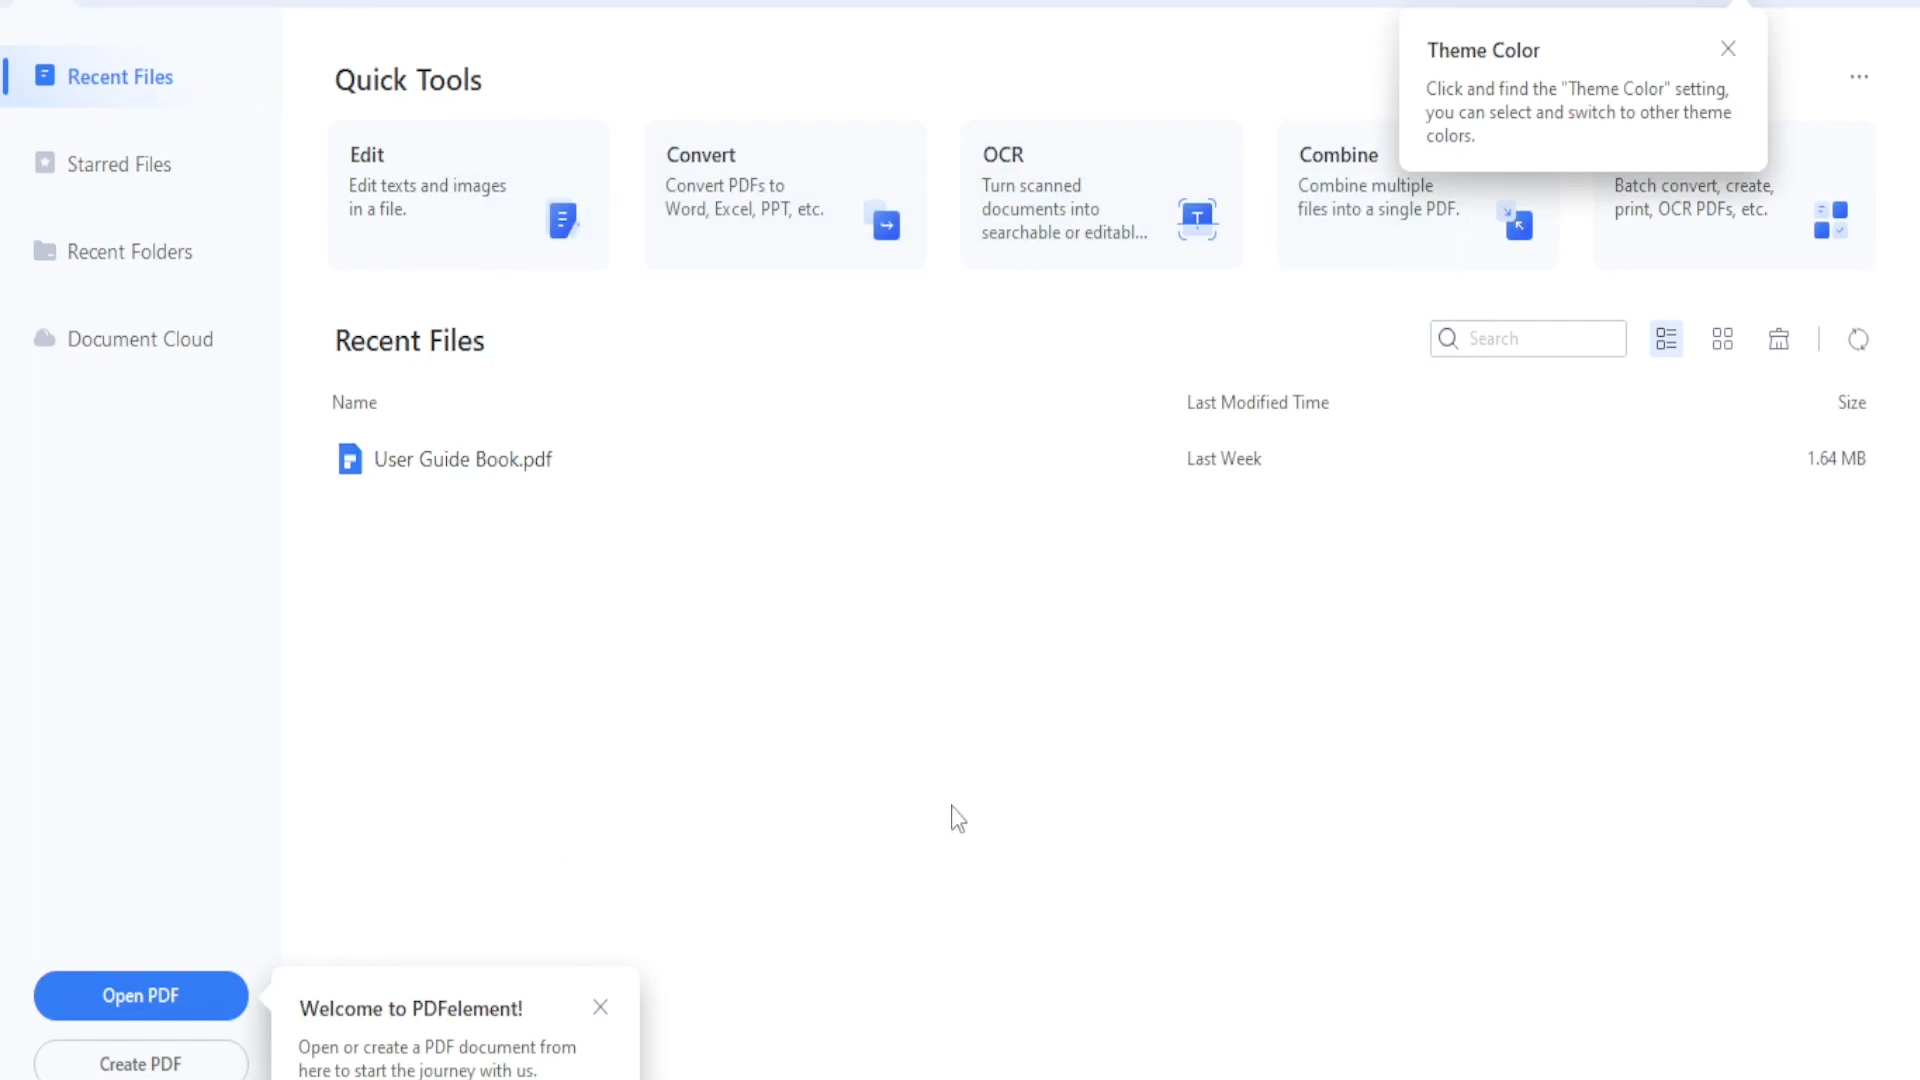 Recent Files
Starred Files
Recent Folders
Document Cloud
Open PDF
Create PDF
Quick Tools
Edit
Edit texts and images
in a file.
Convert
Convert PDFs to
Word, Excel, PPT, etc.
OCR
Turn scanned
documents into
searchable or editabl...
Combine
Combine multiple
files into a single PDF.
Batch convert, create,
print, OCR PDFs, etc.
Theme Color
Click and find the "Theme Color" setting,
you can select and switch to other theme
colors.
Recent Files
Search
Name Last Modified Time Size
User Guide Book.pdf Last Week 1.64 MB
Welcome to PDFelement!
Open or create a PDF document from
here to start the journey with us.